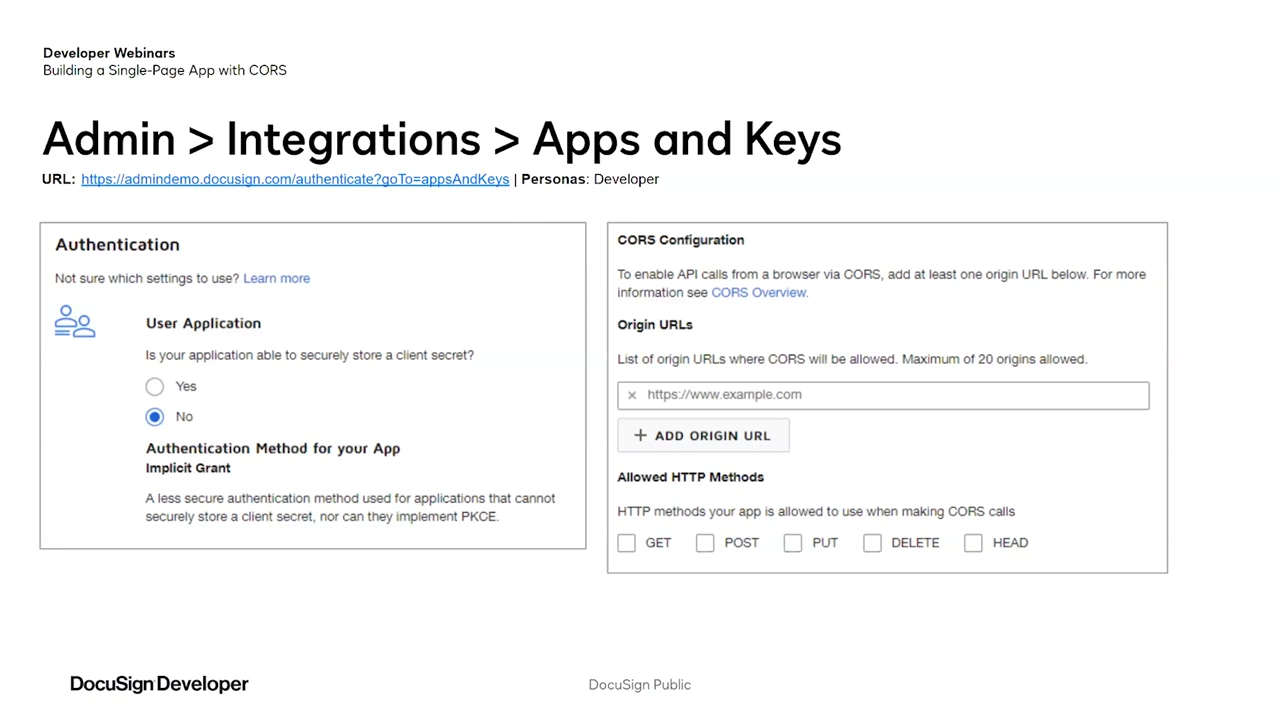 Developer Webinars
Building a Single-Page App with CORS
Admin > Integrations > Apps and Keys
URL: https://admindemo.docusign.com/authenticate?goTo=appsAndKeys | Personas: Developer
Authentication
Not sure which settings to use? Learn more
User Application
Is your application able to securely store a client secret?
Yes
No
Authentication Method for your App
Implicit Grant
A less secure authentication method used for applications that cannot
securely store a client secret, nor can they implement PKCE.
CORS Configuration
To enable API calls from a browser via CORS, add at least one origin URL below. For more
information see CORS Overview.
Origin URLs
List of origin URLs where CORS will be allowed. Maximum of 20 origins allowed.
× https://www.example.com
+ ADD ORIGIN URL
Allowed HTTP Methods
HTTP methods your app is allowed to use when making CORS calls
GET POST PUT DELETE HEAD
DocuSign Developer
DocuSign Public